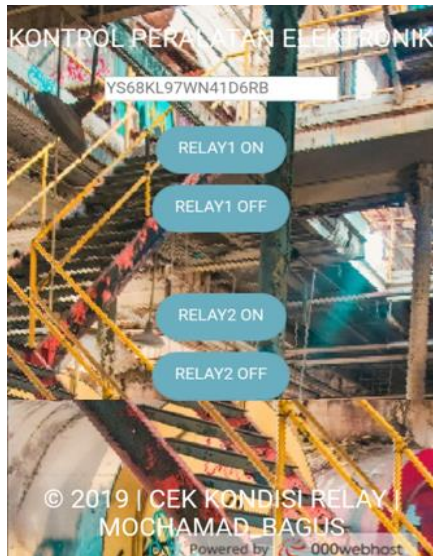 KONTROL PERALATAN ELEKTRONIK
YS68KL97WN41D6RB
RELAY1 ON
RELAY1 OFF
RELAY2 ON
RELAY2 OFF
© 2019 | CEK KONDISI RELAY |
MOCHAMAD_BAGUS
Powered by 000webhost